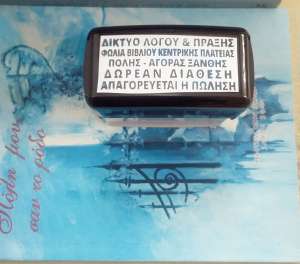 ΔΙΚΤΥΟ ΛΟΓΟΥ & ΠΡΑΞΗΣ
ΦΩΛΙΑ ΒΙΒΛΙΟΥ ΚΕΝΤΡΙΚΗΣ ΠΛΑΤΕΙΑΣ
ΠΟΛΗΣ - ΑΓΟΡΑΣ ΞΑΝΘΗΣ
ΔΩΡΕΑΝ ΔΙΑΘΕΣΗ
ΑΠΑΓΟΡΕΥΕΤΑΙ Η ΠΩΛΗΣΗ
Πόλη μου
σαν το ρόδο